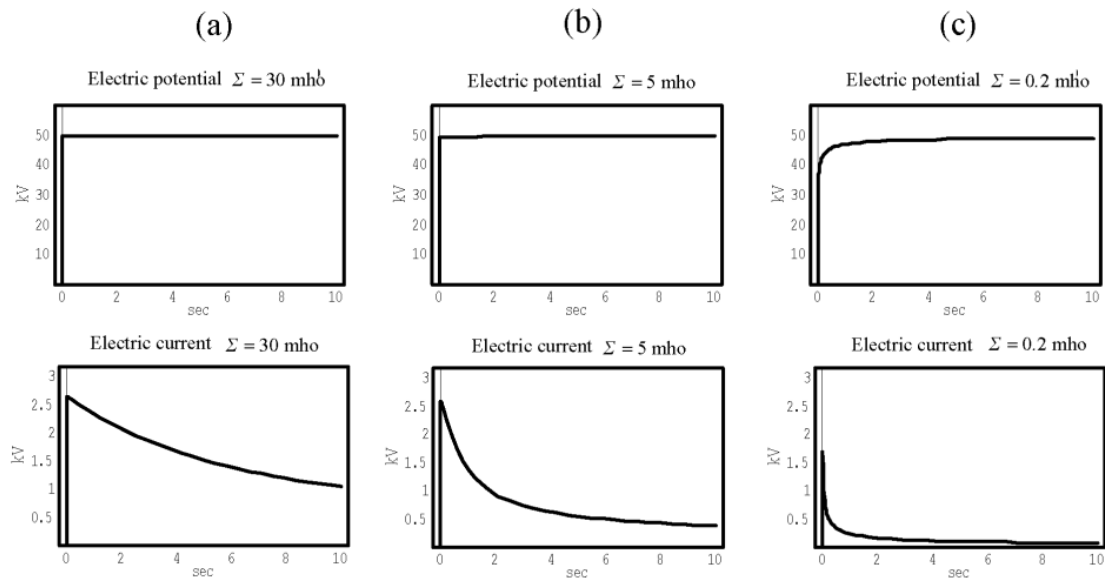 (a) (b) (c)
Electric potential Σ = 30 mho
50
40
30
20
10
kV
0 2 4 6 8 10
sec
Electric potential Σ = 5 mho
50
40
30
20
10
kV
0 2 4 6 8 10
sec
Electric potential Σ = 0.2 mho
50
40
30
20
10
kV
0 2 4 6 8 10
sec
Electric current Σ = 30 mho
3
2.5
2
1.5
1
0.5
kV
0 2 4 6 8 10
sec
Electric current Σ = 5 mho
3
2.5
2
1.5
1
0.5
kV
0 2 4 6 8 10
sec
Electric current Σ = 0.2 mho
3
2.5
2
1.5
1
0.5
kV
0 2 4 6 8 10
sec